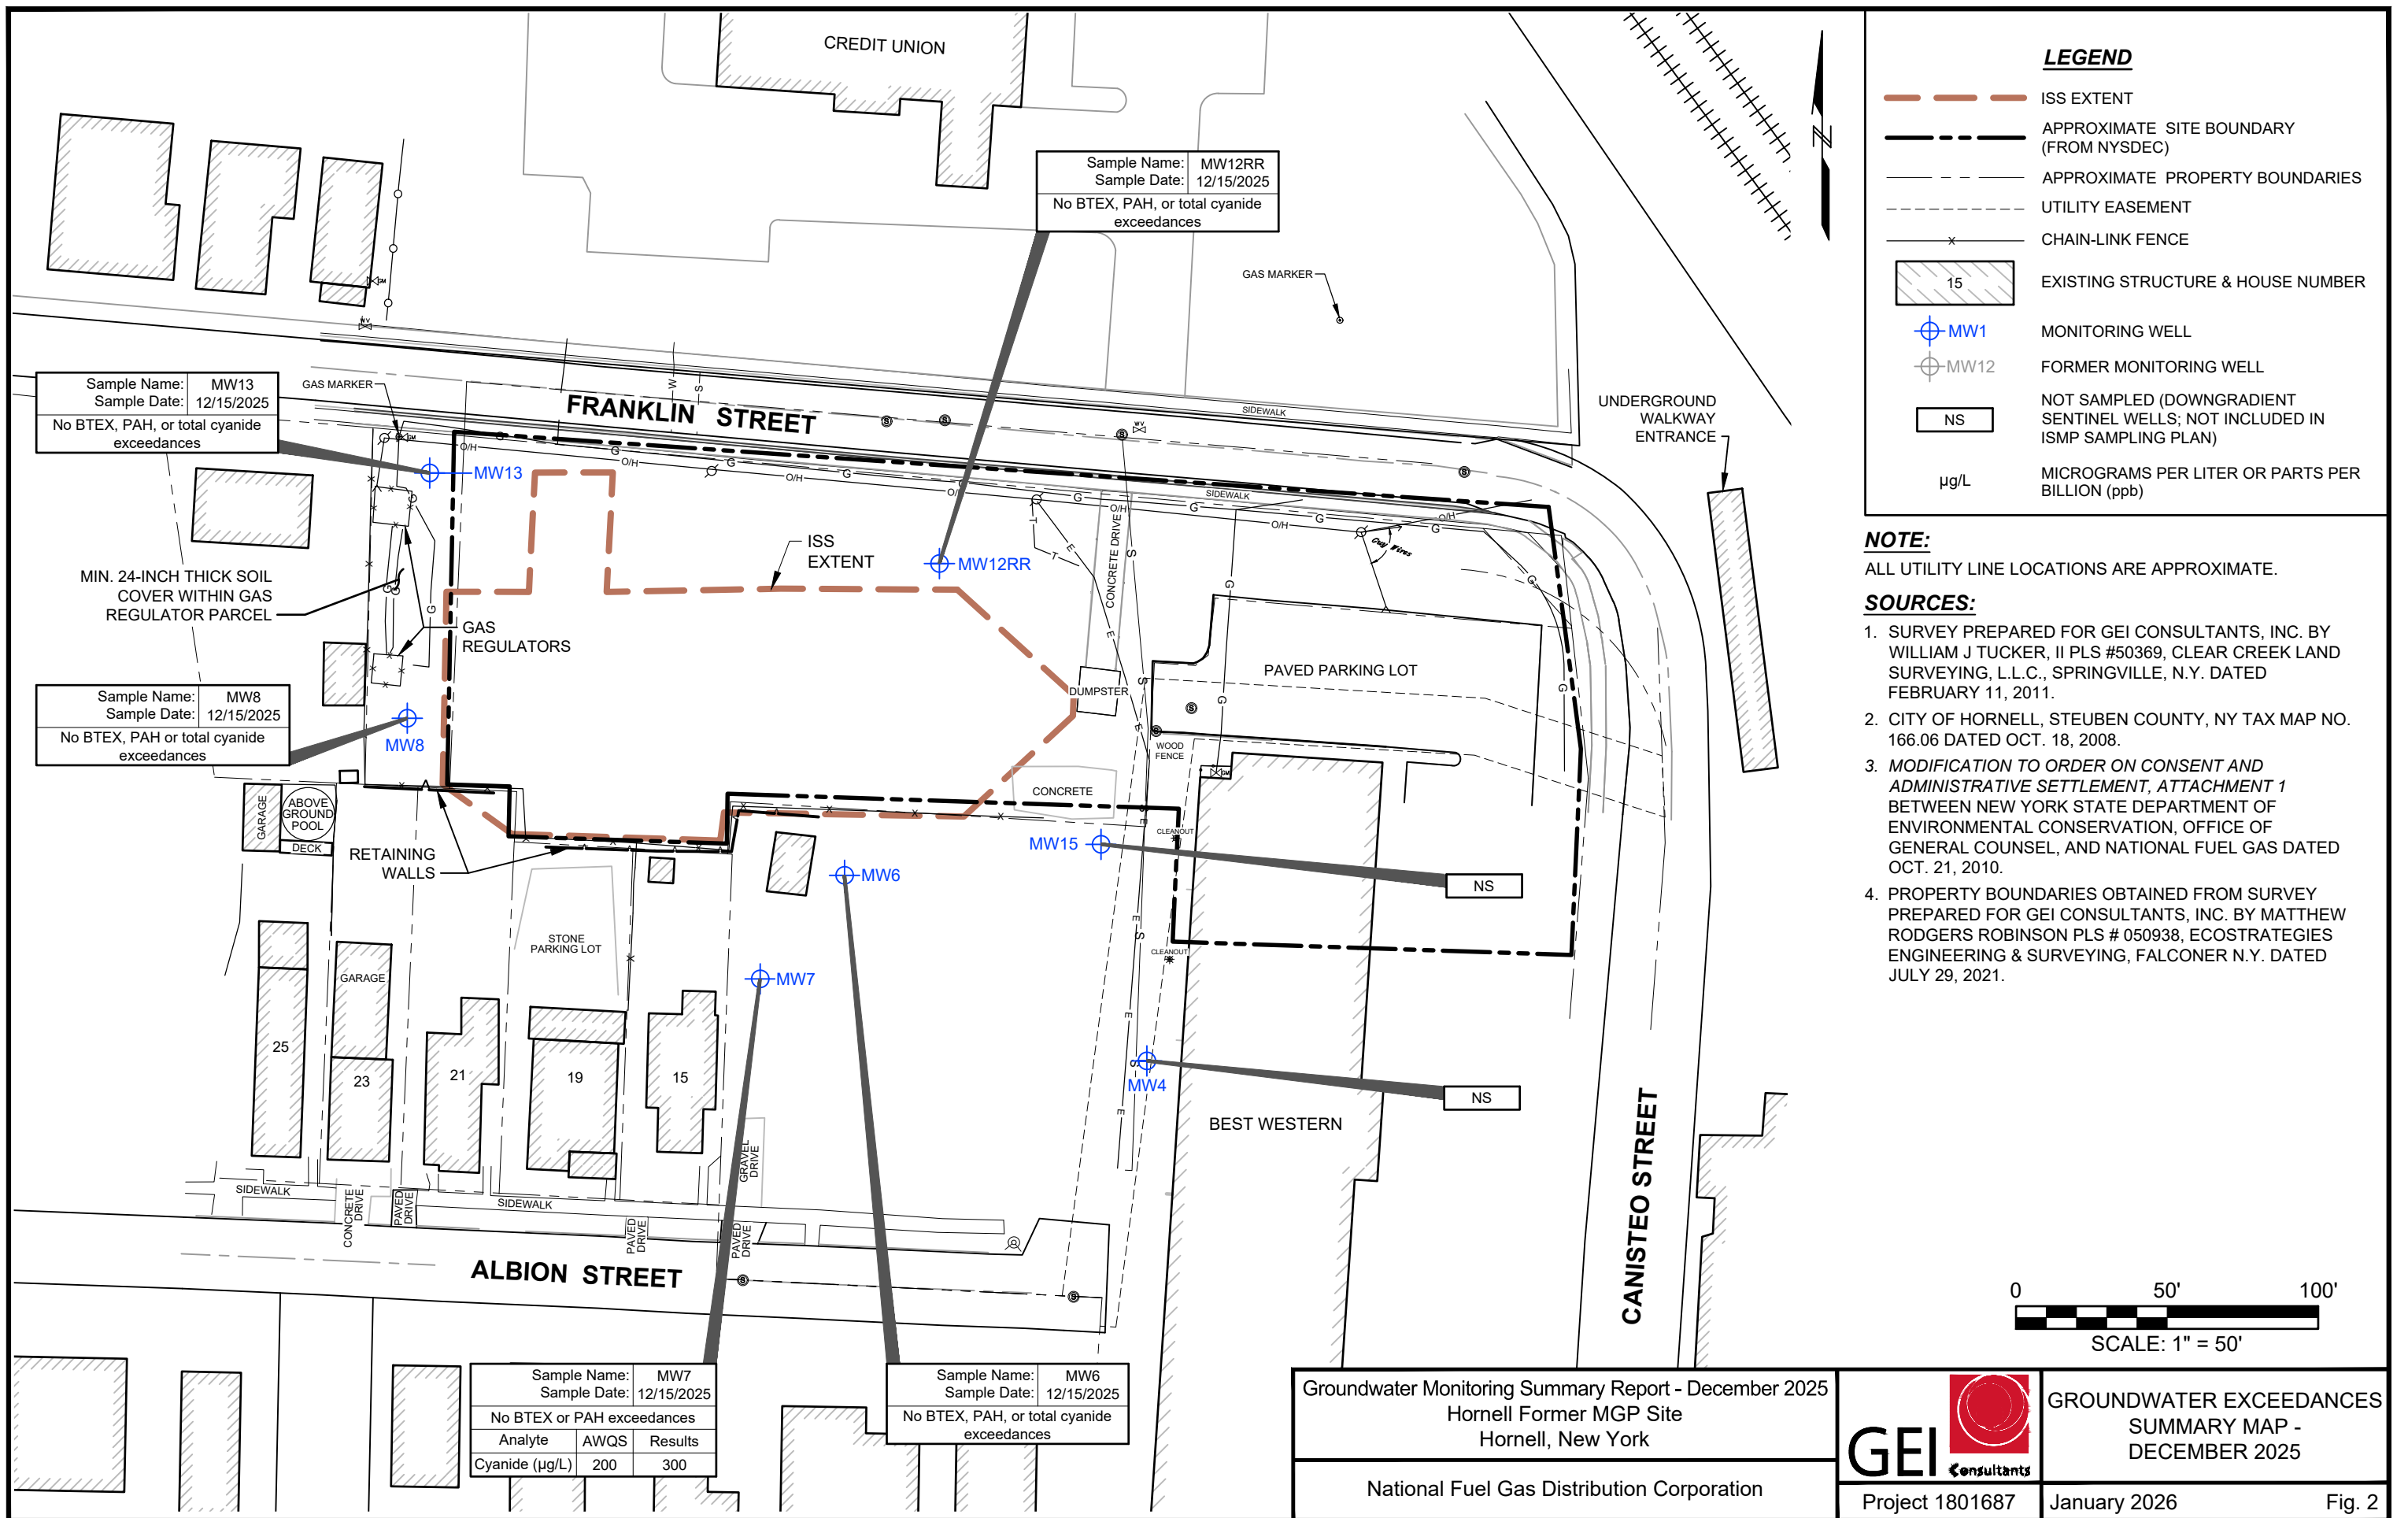 CREDIT UNION
Sample Name: MW12RR
Sample Date: 12/15/2025
No BTEX, PAH, or total cyanide
exceedances
GAS MARKER
Sample Name: MW13
Sample Date: 12/15/2025
No BTEX, PAH, or total cyanide
exceedances
GAS MARKER
FRANKLIN STREET
SIDEWALK
SIDEWALK
UNDERGROUND
WALKWAY
ENTRANCE
MW13
MW12RR
ISS
EXTENT
CONCRETE DRIVE
Guy Wires
MIN. 24-INCH THICK SOIL
COVER WITHIN GAS
REGULATOR PARCEL
GAS
REGULATORS
PAVED PARKING LOT
DUMPSTER
Sample Name: MW8
Sample Date: 12/15/2025
No BTEX, PAH or total cyanide
exceedances
MW8
WOOD
FENCE
CONCRETE
GARAGE
ABOVE
GROUND
POOL
DECK
RETAINING
WALLS
CLEANOUT
MW15
MW6
NS
STONE
PARKING LOT
CLEANOUT
GARAGE
MW7
25
23
21
19
15
MW4
NS
BEST WESTERN
GRAVEL
DRIVE
SIDEWALK
SIDEWALK
CONCRETE
DRIVE
PAVED
DRIVE
PAVED
DRIVE
PAVED
DRIVE
ALBION STREET
CANISTEO STREET
Sample Name: MW7
Sample Date: 12/15/2025
No BTEX or PAH exceedances
Analyte AWQS Results
Cyanide (µg/L) 200 300
Sample Name: MW6
Sample Date: 12/15/2025
No BTEX, PAH, or total cyanide
exceedances
N
LEGEND
ISS EXTENT
APPROXIMATE SITE BOUNDARY
(FROM NYSDEC)
APPROXIMATE PROPERTY BOUNDARIES
UTILITY EASEMENT
x CHAIN-LINK FENCE
15 EXISTING STRUCTURE & HOUSE NUMBER
MW1 MONITORING WELL
MW12 FORMER MONITORING WELL
NS NOT SAMPLED (DOWNGRADIENT
SENTINEL WELLS; NOT INCLUDED IN
ISMP SAMPLING PLAN)
µg/L MICROGRAMS PER LITER OR PARTS PER
BILLION (ppb)
NOTE:
ALL UTILITY LINE LOCATIONS ARE APPROXIMATE.
SOURCES:
1. SURVEY PREPARED FOR GEI CONSULTANTS, INC. BY
WILLIAM J TUCKER, II PLS #50369, CLEAR CREEK LAND
SURVEYING, L.L.C., SPRINGVILLE, N.Y. DATED
FEBRUARY 11, 2011.
2. CITY OF HORNELL, STEUBEN COUNTY, NY TAX MAP NO.
166.06 DATED OCT. 18, 2008.
3. MODIFICATION TO ORDER ON CONSENT AND
ADMINISTRATIVE SETTLEMENT, ATTACHMENT 1
BETWEEN NEW YORK STATE DEPARTMENT OF
ENVIRONMENTAL CONSERVATION, OFFICE OF
GENERAL COUNSEL, AND NATIONAL FUEL GAS DATED
OCT. 21, 2010.
4. PROPERTY BOUNDARIES OBTAINED FROM SURVEY
PREPARED FOR GEI CONSULTANTS, INC. BY MATTHEW
RODGERS ROBINSON PLS # 050938, ECOSTRATEGIES
ENGINEERING & SURVEYING, FALCONER N.Y. DATED
JULY 29, 2021.
0 50' 100'
SCALE: 1" = 50'
Groundwater Monitoring Summary Report - December 2025
Hornell Former MGP Site
Hornell, New York
National Fuel Gas Distribution Corporation
GEI Consultants
Project 1801687
GROUNDWATER EXCEEDANCES
SUMMARY MAP -
DECEMBER 2025
January 2026 Fig. 2